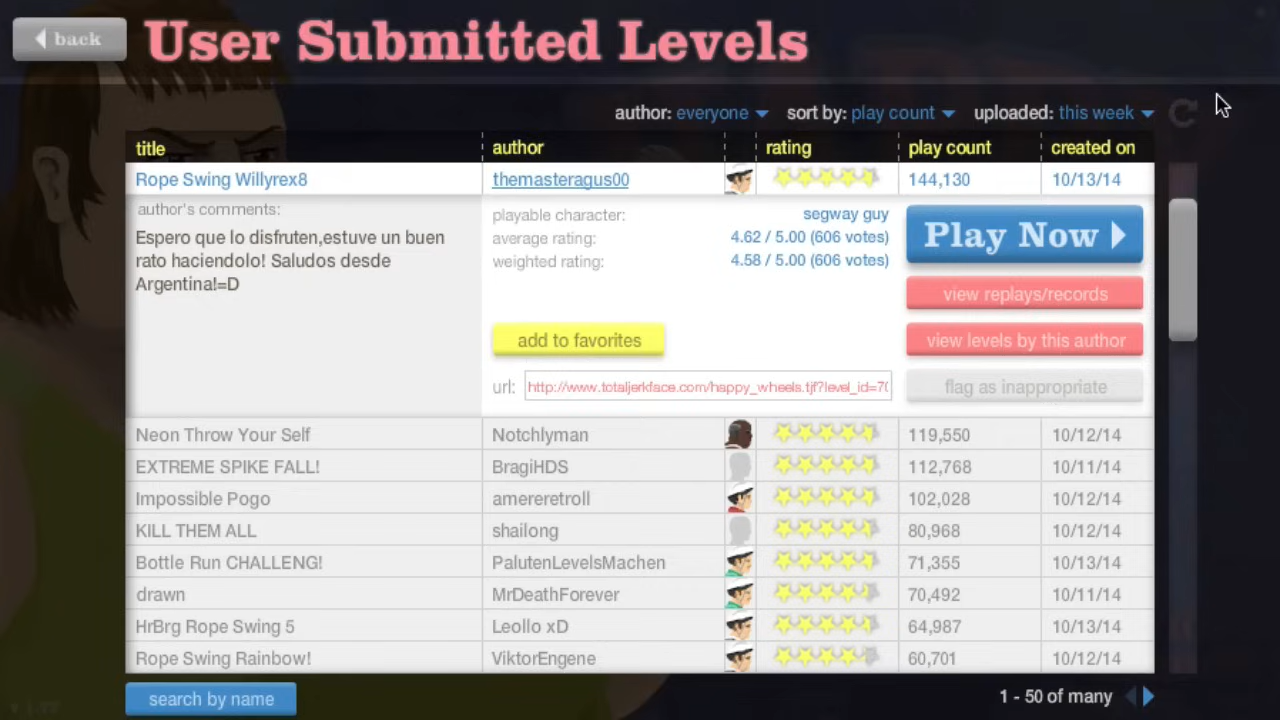 back
User Submitted Levels
author: everyone sort by: play count uploaded: this week
title author rating play count created on
Rope Swing Willyrex8 themasteragus00 144,130 10/13/14
author's comments:
Espero que lo disfruten,estuve un buen
rato haciendolo! Saludos desde
Argentina!=D
playable character: segway guy
average rating: 4.62 / 5.00 (606 votes)
weighted rating: 4.58 / 5.00 (606 votes)
add to favorites
url: http://www.totaljerkface.com/happy_wheels.tjf?level_id=7(
Play Now
view replays/records
view levels by this author
flag as inappropriate
Neon Throw Your Self Notchlyman 119,550 10/12/14
EXTREME SPIKE FALL! BragiHDS 112,768 10/11/14
Impossible Pogo amereretroll 102,028 10/12/14
KILL THEM ALL shailong 80,968 10/12/14
Bottle Run CHALLENG! PalutenLevelsMachen 71,355 10/13/14
drawn MrDeathForever 70,492 10/11/14
HrBrg Rope Swing 5 Leollo xD 64,987 10/13/14
Rope Swing Rainbow! ViktorEngene 60,701 10/12/14
search by name
1 - 50 of many